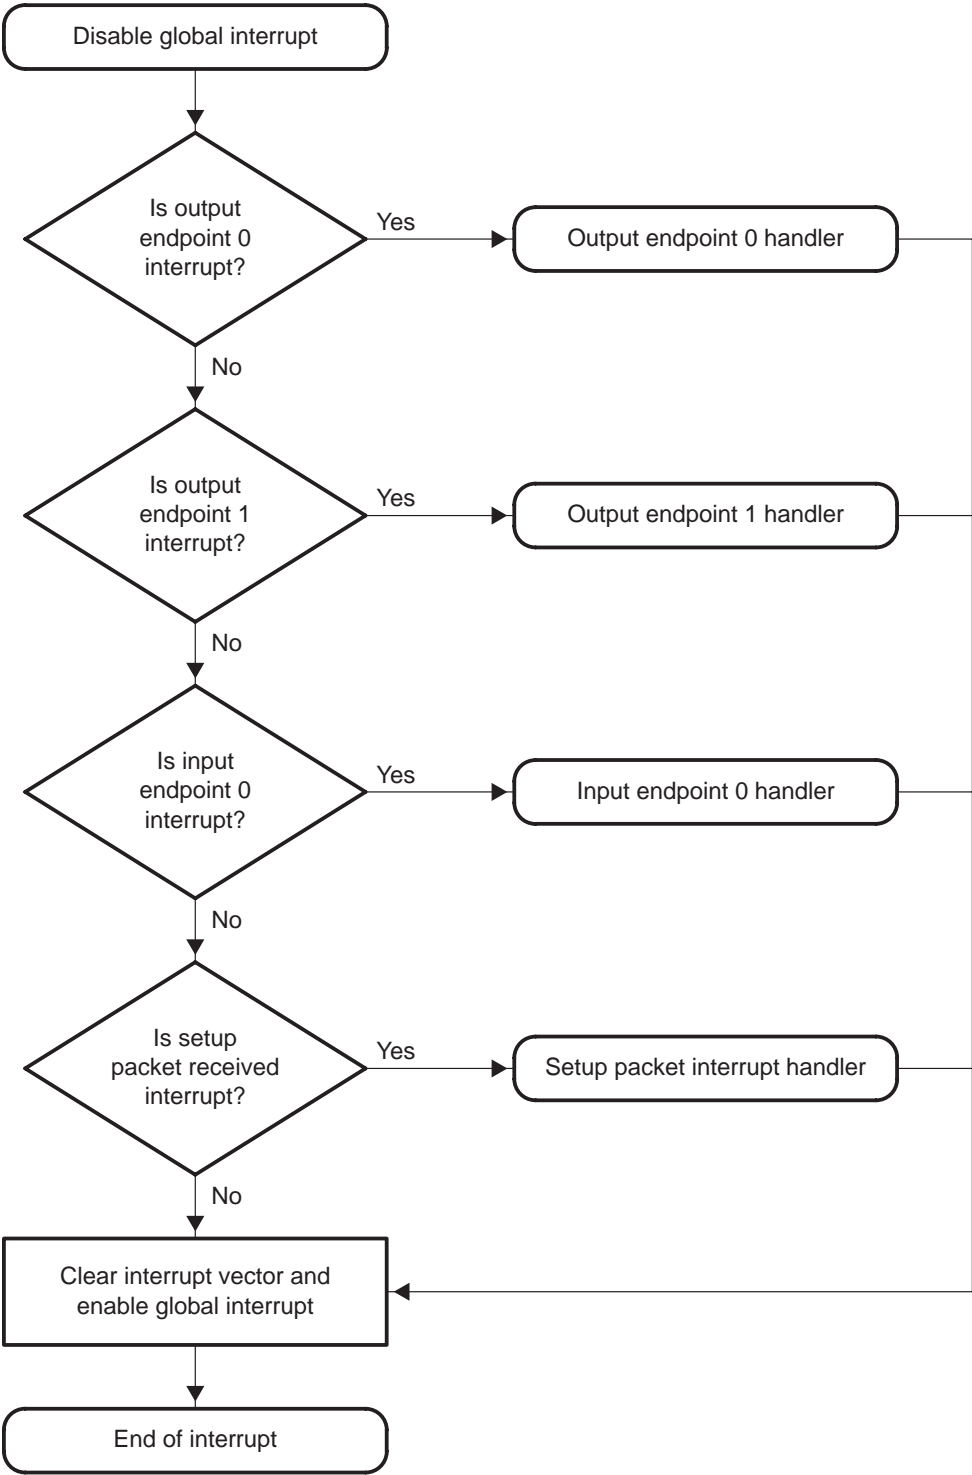 Disable global interrupt
Is output
endpoint 0
interrupt?
Yes
Output endpoint 0 handler
No
Is output
endpoint 1
interrupt?
Yes
Output endpoint 1 handler
No
Is input
endpoint 0
interrupt?
Yes
Input endpoint 0 handler
No
Is setup
packet received
interrupt?
Yes
Setup packet interrupt handler
No
Clear interrupt vector and
enable global interrupt
End of interrupt